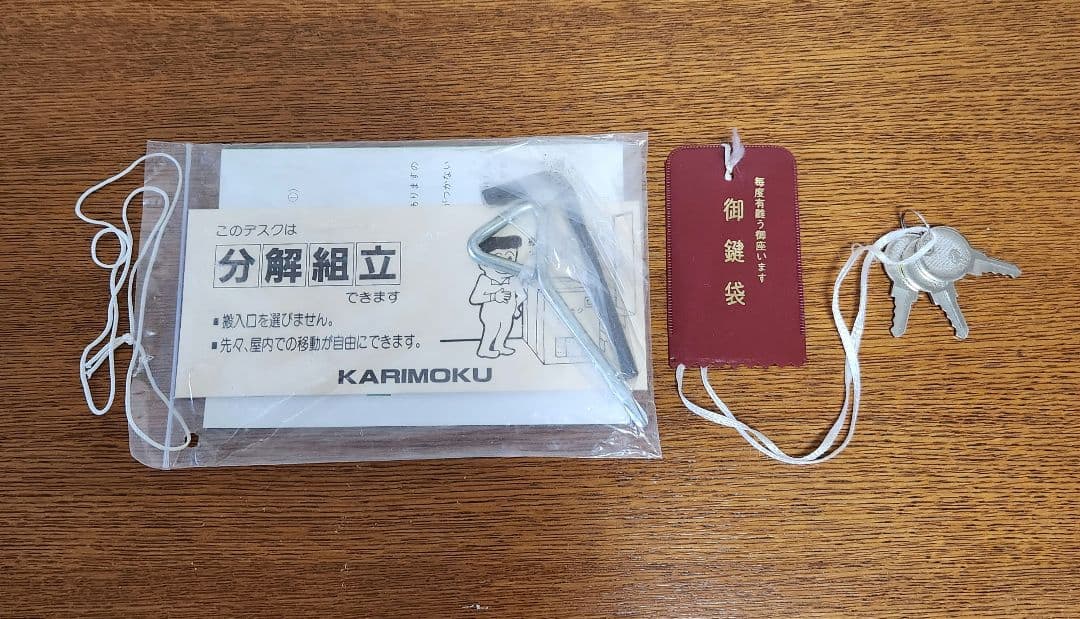 このデスクは
分解組立
できます
■搬入口を選びません。
■先々、屋内での移動が自由にできます。
KARIMOKU
毎度有難う御座います
御鍵袋